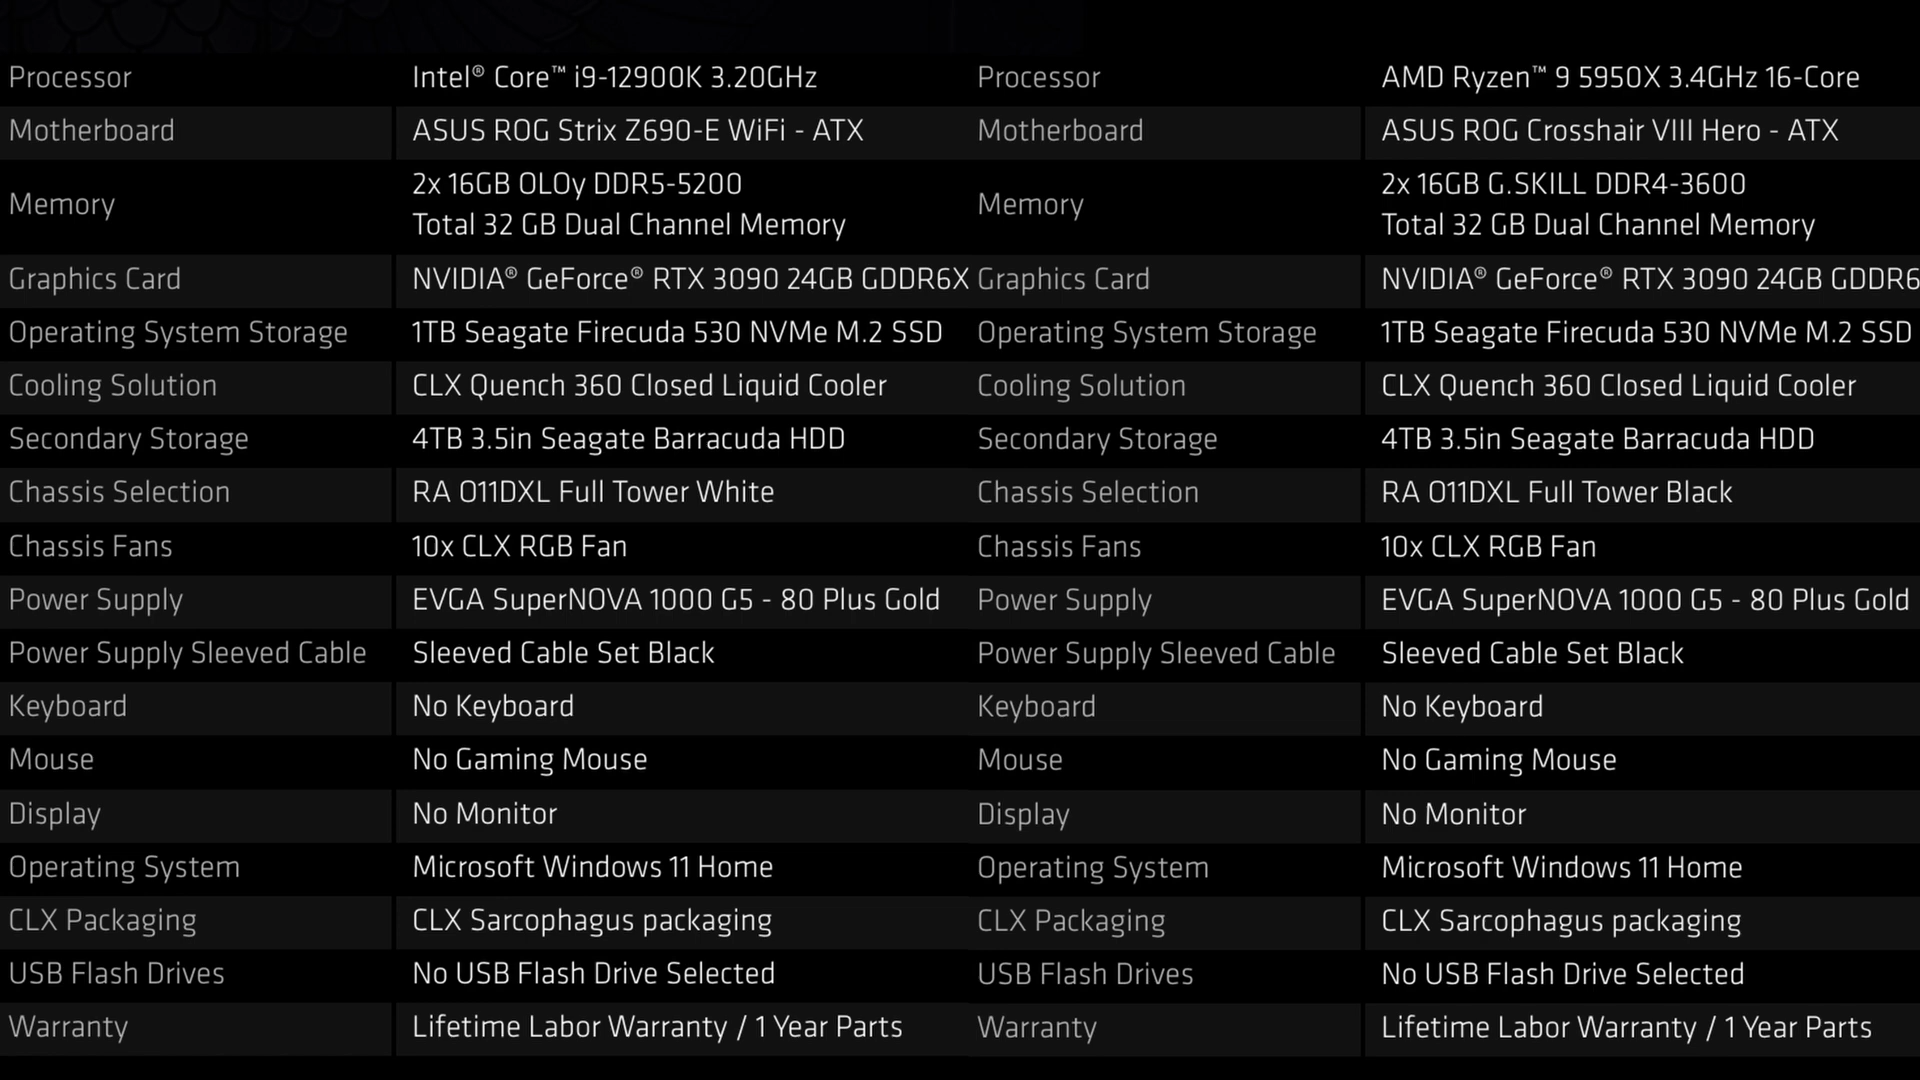 Processor Intel® Core™ i9-12900K 3.20GHz Processor AMD Ryzen™ 9 5950X 3.4GHz 16-Core
Motherboard ASUS ROG Strix Z690-E WiFi - ATX Motherboard ASUS ROG Crosshair VIII Hero - ATX
Memory 2x 16GB OLOy DDR5-5200 Memory 2x 16GB G.SKILL DDR4-3600
Total 32 GB Dual Channel Memory Total 32 GB Dual Channel Memory
Graphics Card NVIDIA® GeForce® RTX 3090 24GB GDDR6X Graphics Card NVIDIA® GeForce® RTX 3090 24GB GDDR6
Operating System Storage 1TB Seagate Firecuda 530 NVMe M.2 SSD Operating System Storage 1TB Seagate Firecuda 530 NVMe M.2 SSD
Cooling Solution CLX Quench 360 Closed Liquid Cooler Cooling Solution CLX Quench 360 Closed Liquid Cooler
Secondary Storage 4TB 3.5in Seagate Barracuda HDD Secondary Storage 4TB 3.5in Seagate Barracuda HDD
Chassis Selection RA O11DXL Full Tower White Chassis Selection RA O11DXL Full Tower Black
Chassis Fans 10x CLX RGB Fan Chassis Fans 10x CLX RGB Fan
Power Supply EVGA SuperNOVA 1000 G5 - 80 Plus Gold Power Supply EVGA SuperNOVA 1000 G5 - 80 Plus Gold
Power Supply Sleeved Cable Sleeved Cable Set Black Power Supply Sleeved Cable Sleeved Cable Set Black
Keyboard No Keyboard Keyboard No Keyboard
Mouse No Gaming Mouse Mouse No Gaming Mouse
Display No Monitor Display No Monitor
Operating System Microsoft Windows 11 Home Operating System Microsoft Windows 11 Home
CLX Packaging CLX Sarcophagus packaging CLX Packaging CLX Sarcophagus packaging
USB Flash Drives No USB Flash Drive Selected USB Flash Drives No USB Flash Drive Selected
Warranty Lifetime Labor Warranty / 1 Year Parts Warranty Lifetime Labor Warranty / 1 Year Parts